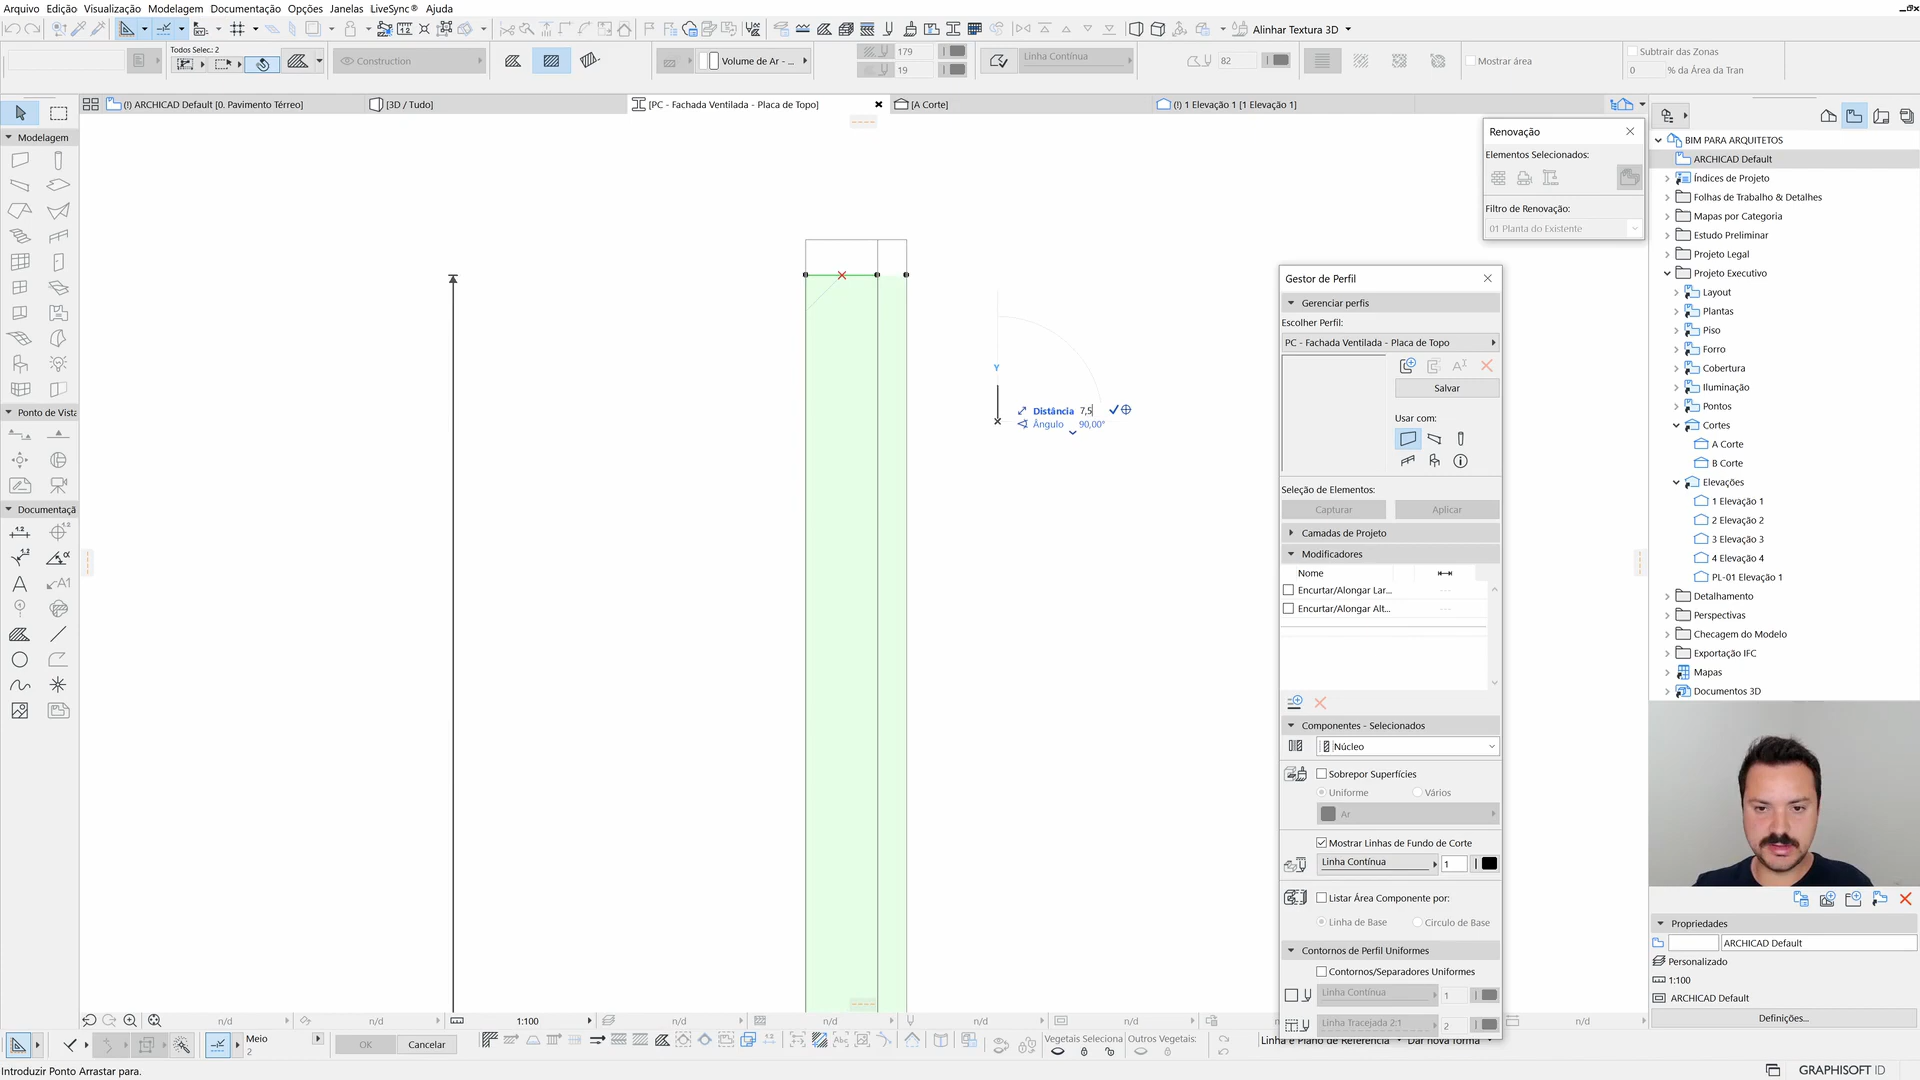 Arquivo Edição Visualização Modelagem Documentação Opções Janelas LiveSync® Ajuda
Alinhar Textura 3D
Todos Selec.: 2
Construction
Volume de Ar - ...
179
19
Linha Contínua
82
Mostrar área
Subtrair das Zonas
0 % da Área da Tran
(!) ARCHICAD Default [0. Pavimento Térreo]
[3D / Tudo]
[PC - Fachada Ventilada - Placa de Topo]
[A Corte]
(!) 1 Elevação 1 [1 Elevação 1]
Modelagem
Ponto de Vista
Documentaçã
Y
Distância 7,5
Ângulo 90,00°
Renovação
Elementos Selecionados:
Filtro de Renovação:
01 Planta do Existente
Gestor de Perfil
Gerenciar perfis
Escolher Perfil:
PC - Fachada Ventilada - Placa de Topo
Salvar
Usar com:
Seleção de Elementos:
Capturar
Aplicar
Camadas de Projeto
Modificadores
Nome
Encurtar/Alongar Lar... ---
Encurtar/Alongar Alt... ---
Componentes - Selecionados
Núcleo
Sobrepor Superfícies
Uniforme
Vários
Ar
Mostrar Linhas de Fundo de Corte
Linha Contínua
1
Listar Área Componente por:
Linha de Base
Círculo de Base
Contornos de Perfil Uniformes
Contornos/Separadores Uniformes
Linha Contínua
1
Linha Tracejada 2:1
2
BIM PARA ARQUITETOS
ARCHICAD Default
Índices de Projeto
Folhas de Trabalho & Detalhes
Mapas por Categoria
Estudo Preliminar
Projeto Legal
Projeto Executivo
Layout
Plantas
Piso
Forro
Cobertura
Iluminação
Pontos
Cortes
A Corte
B Corte
Elevações
1 Elevação 1
2 Elevação 2
3 Elevação 3
4 Elevação 4
PL-01 Elevação 1
Detalhamento
Perspectivas
Checagem do Modelo
Exportação IFC
Mapas
Documentos 3D
Propriedades
ARCHICAD Default
Personalizado
1:100
ARCHICAD Default
Definições...
n/d
n/d
1:100
n/d
n/d
n/d
n/d
n/d
Meio
2
OK
Cancelar
Vegetais Seleciona
Outros Vegetais:
Linha e Plano de Referência
Dar nova forma
Introduzir Ponto Arrastar para.
GRAPHISOFT ID